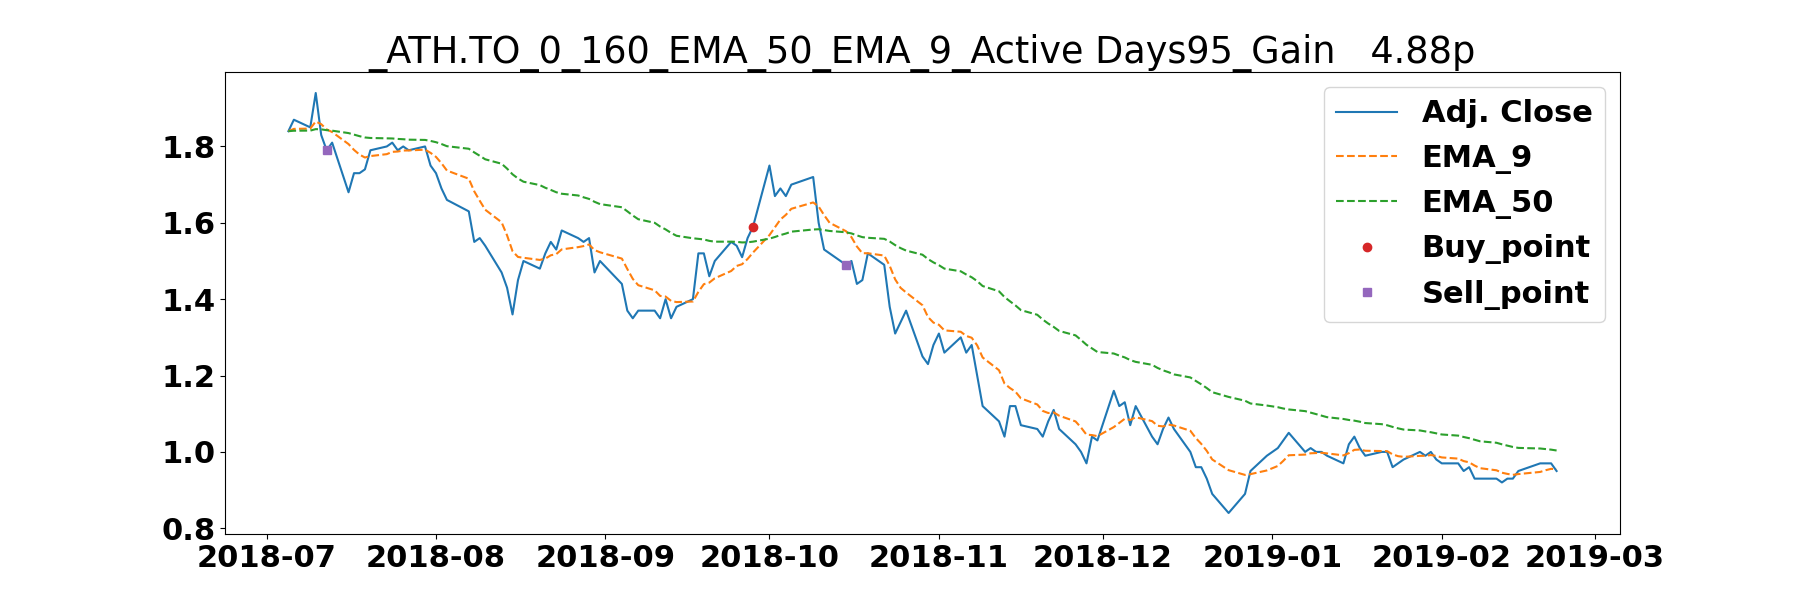 _ATH.TO_0_160_EMA_50_EMA_9_Active Days95_Gain   4.88p
Adj. Close
EMA_9
EMA_50
Buy_point
Sell_point
1.8
1.6
1.4
1.2
1.0
0.8
2018-07 2018-08 2018-09 2018-10 2018-11 2018-12 2019-01 2019-02 2019-03